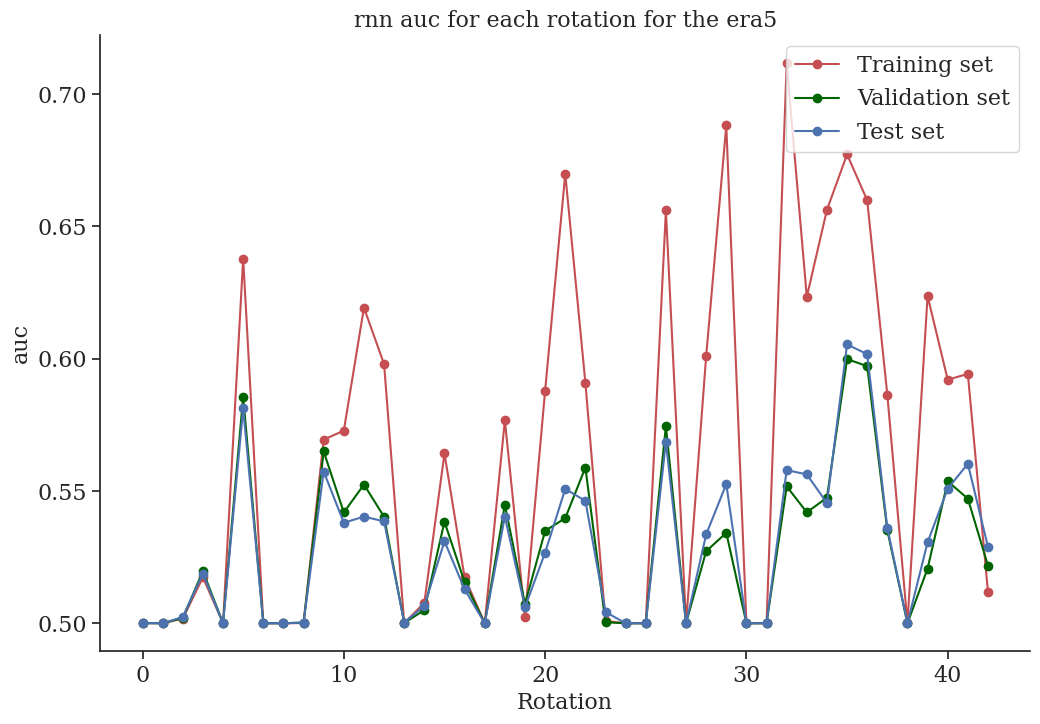 rnn auc for each rotation for the era5
Training set
Validation set
Test set
auc
0.70
0.65
0.60
0.55
0.50
0 10 20 30 40
Rotation